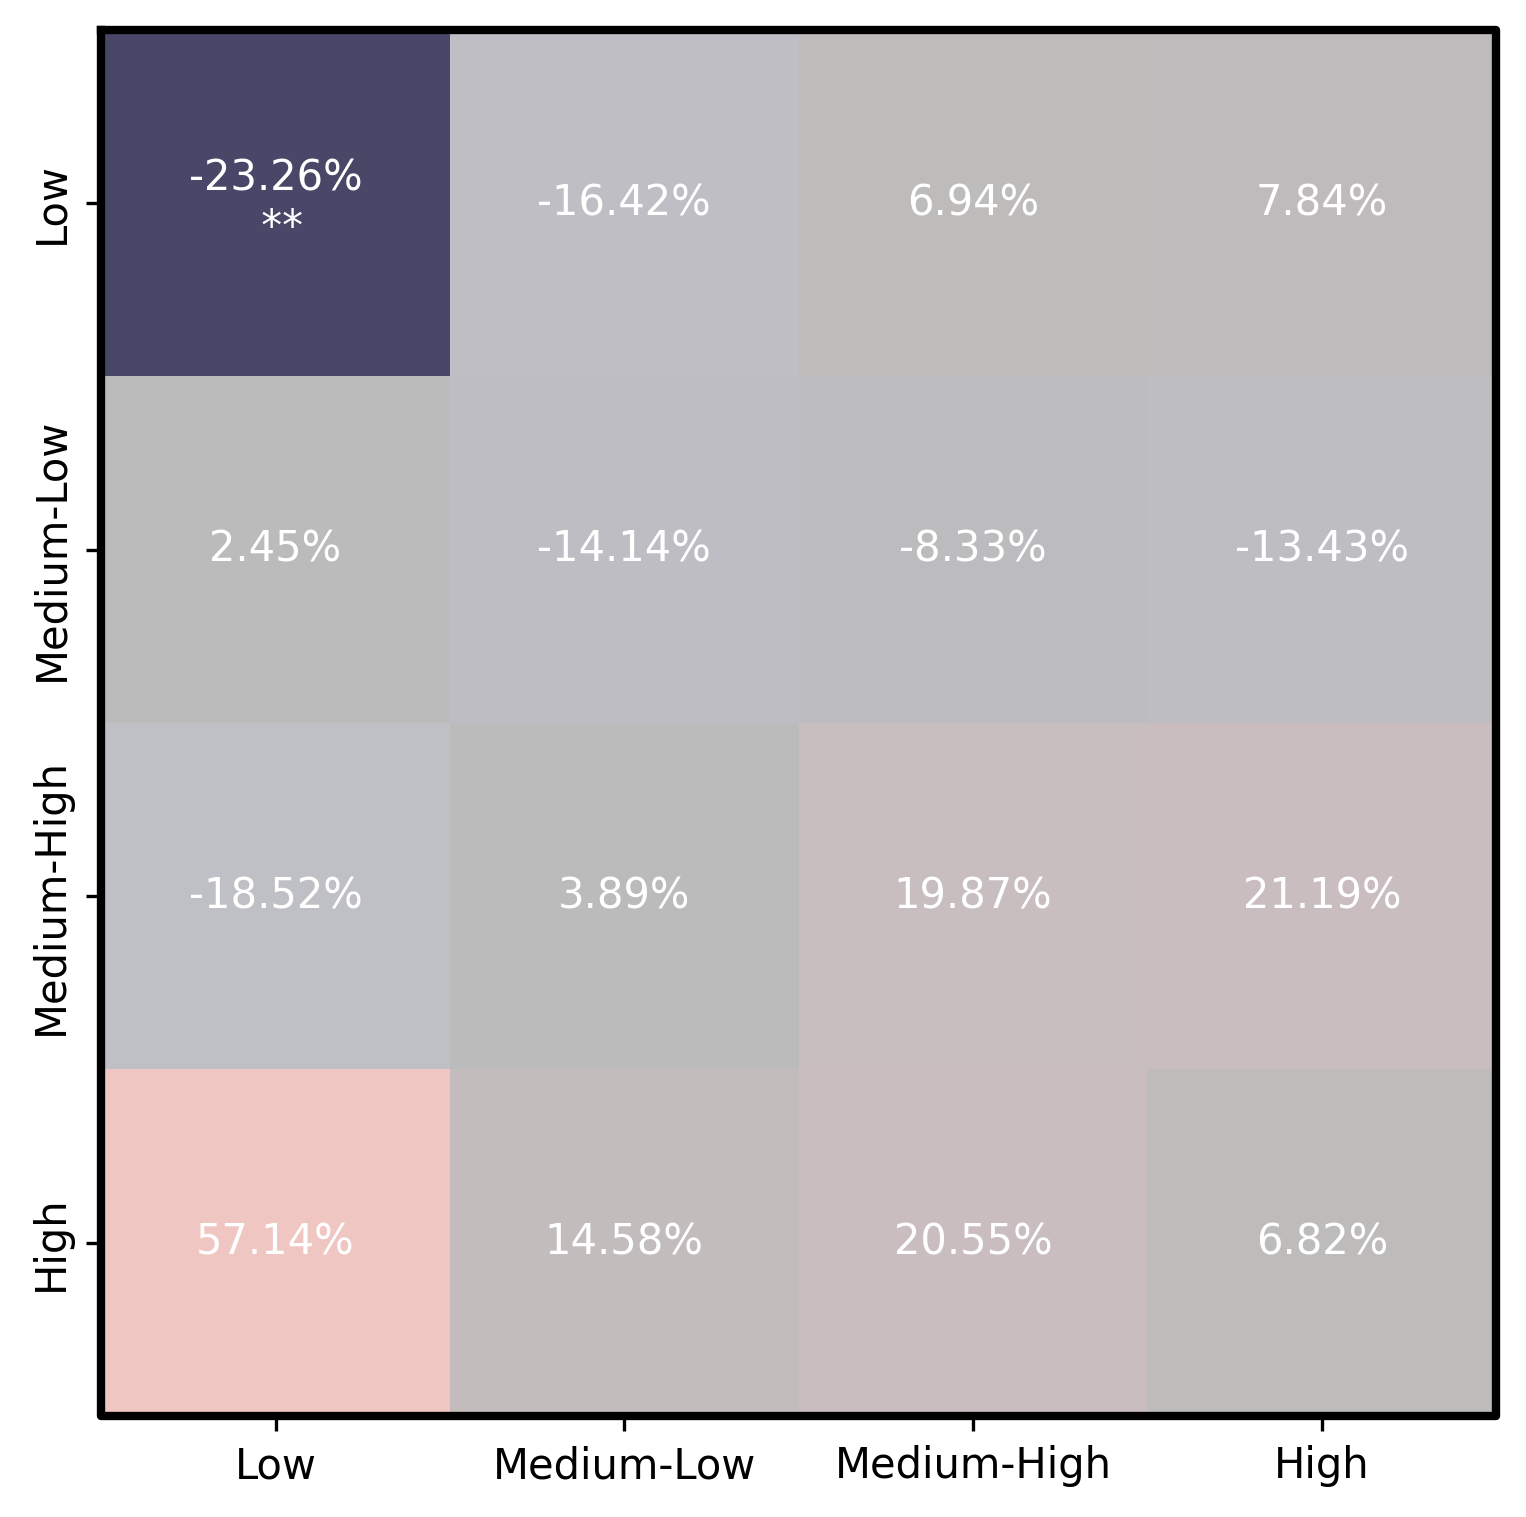 Low
-23.26%
**
-16.42%
6.94%
7.84%
Medium-Low
2.45%
-14.14%
-8.33%
-13.43%
Medium-High
-18.52%
3.89%
19.87%
21.19%
High
57.14%
14.58%
20.55%
6.82%
Low
Medium-Low
Medium-High
High